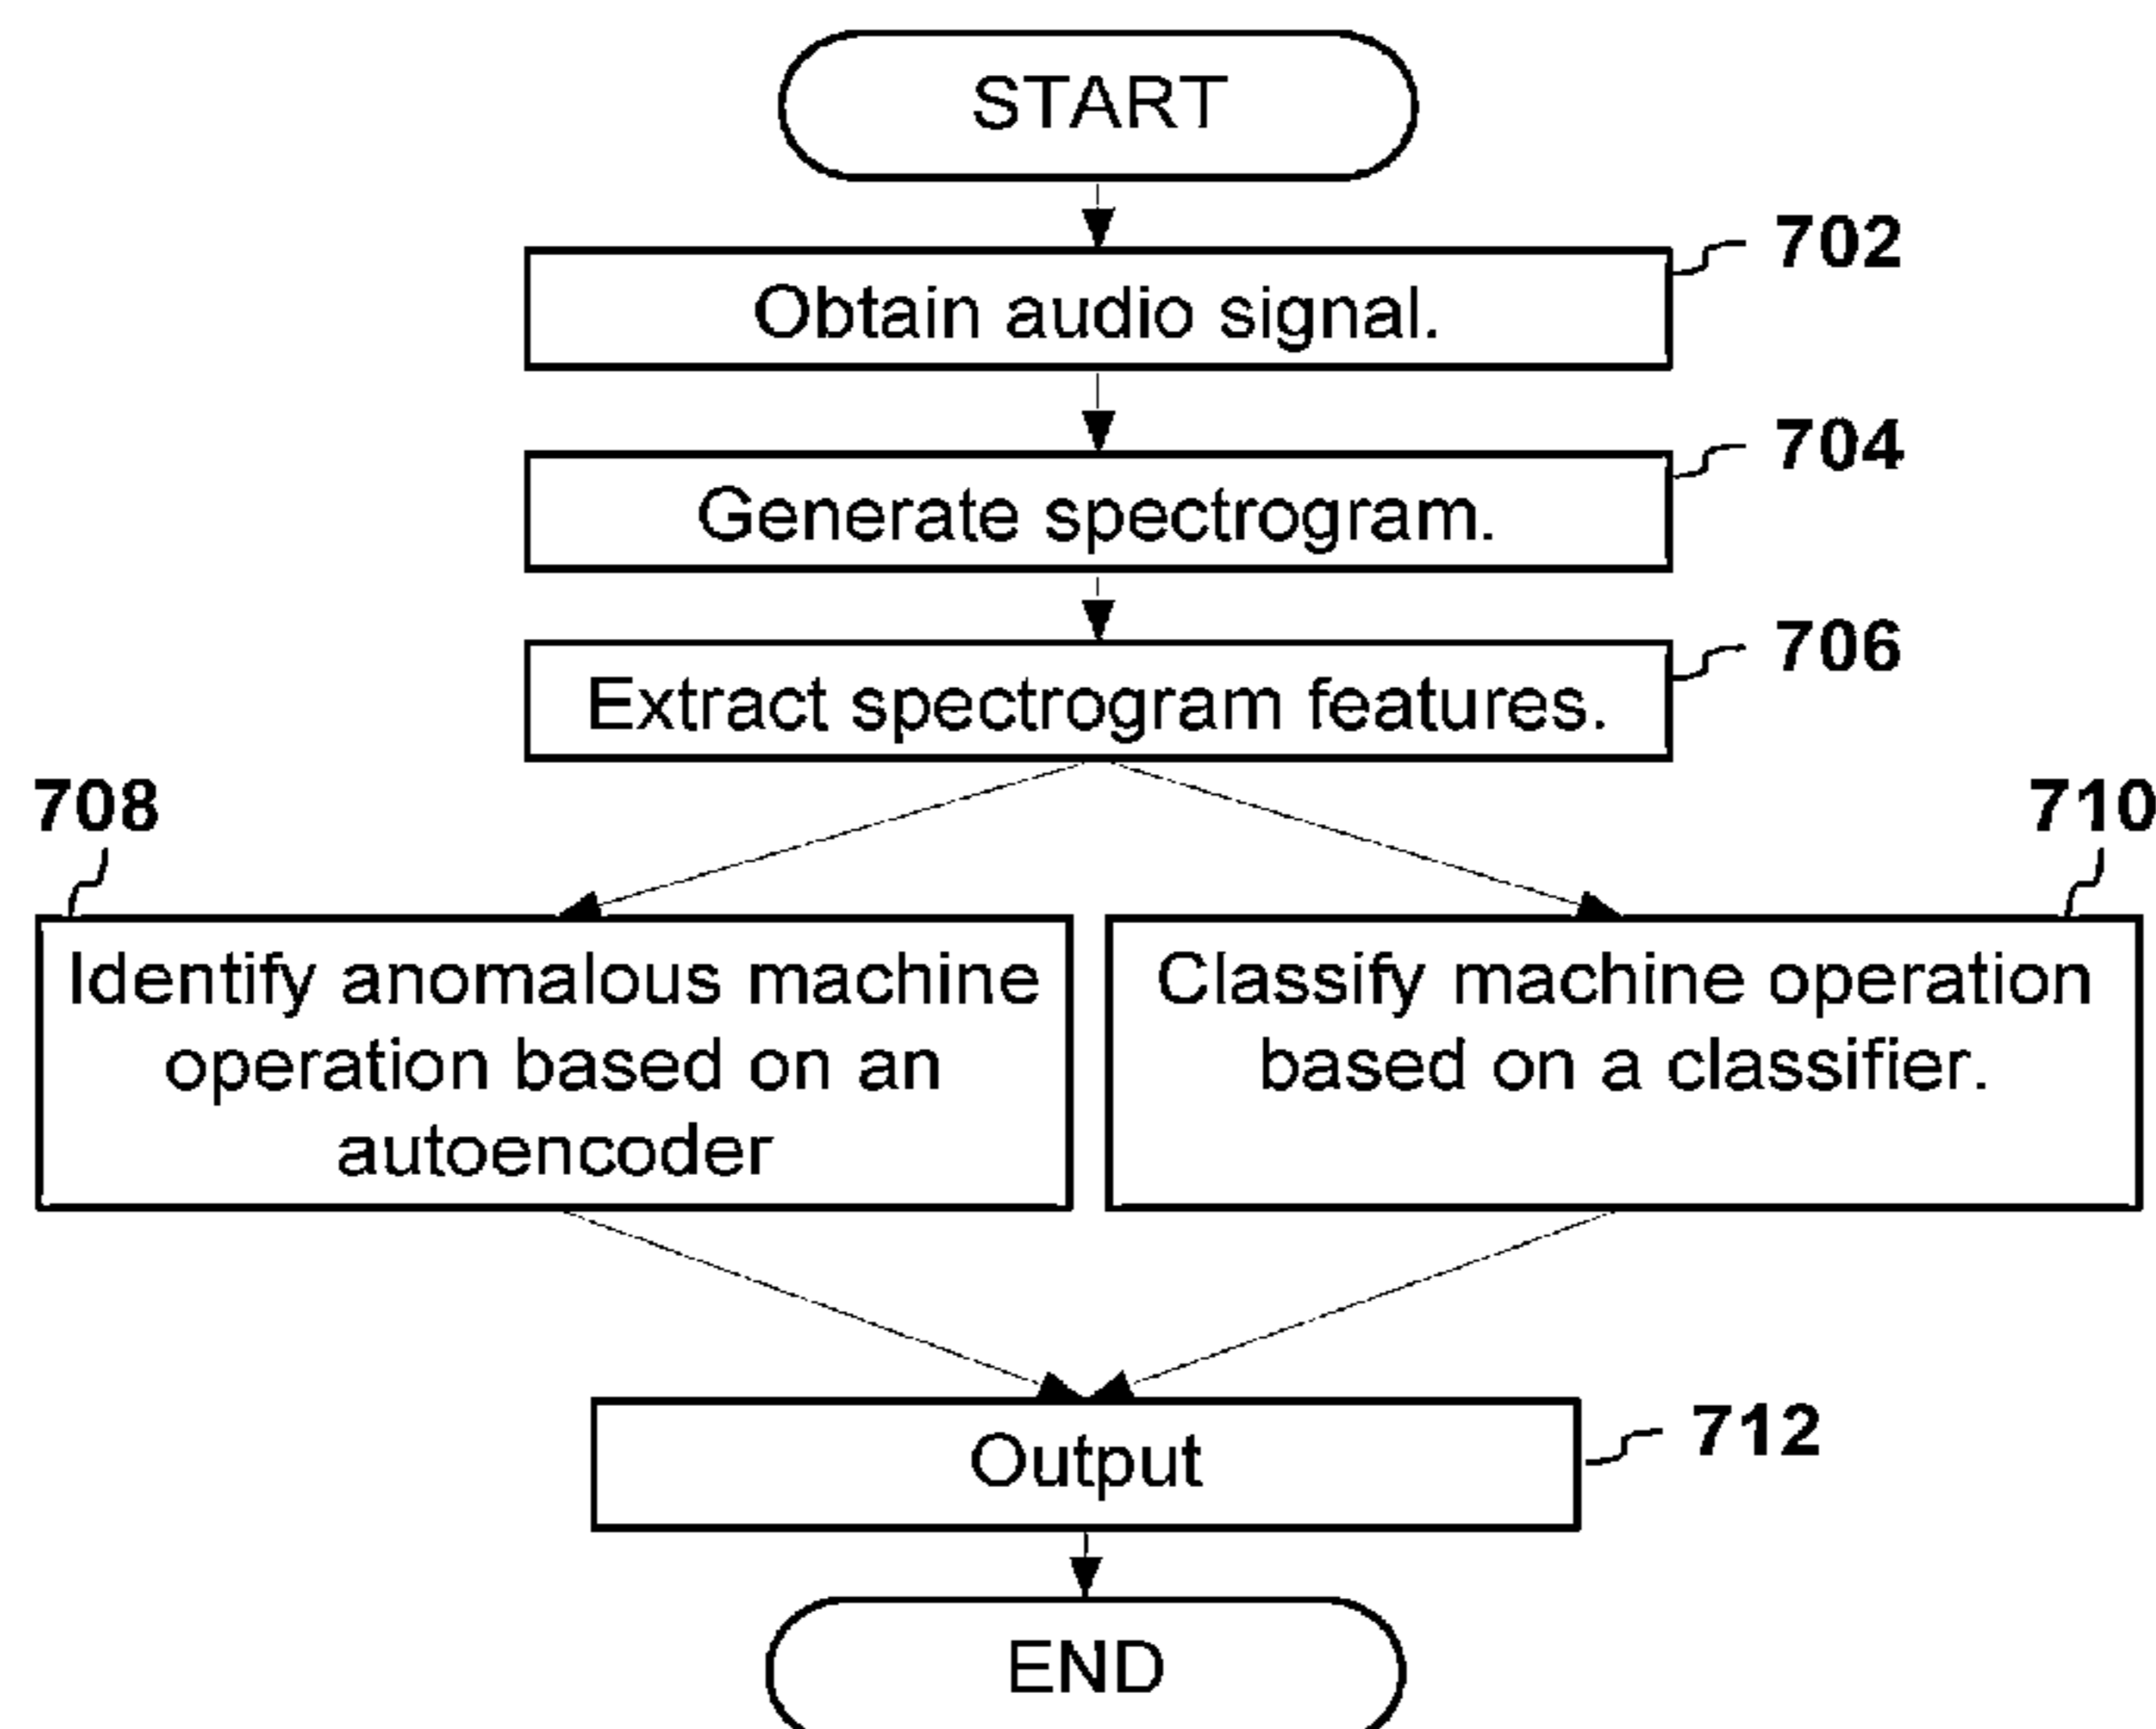 START
702
Obtain audio signal.
704
Generate spectrogram.
706
Extract spectrogram features.
708
710
Identify anomalous machine
operation based on an
autoencoder
Classify machine operation
based on a classifier.
Output
712
END